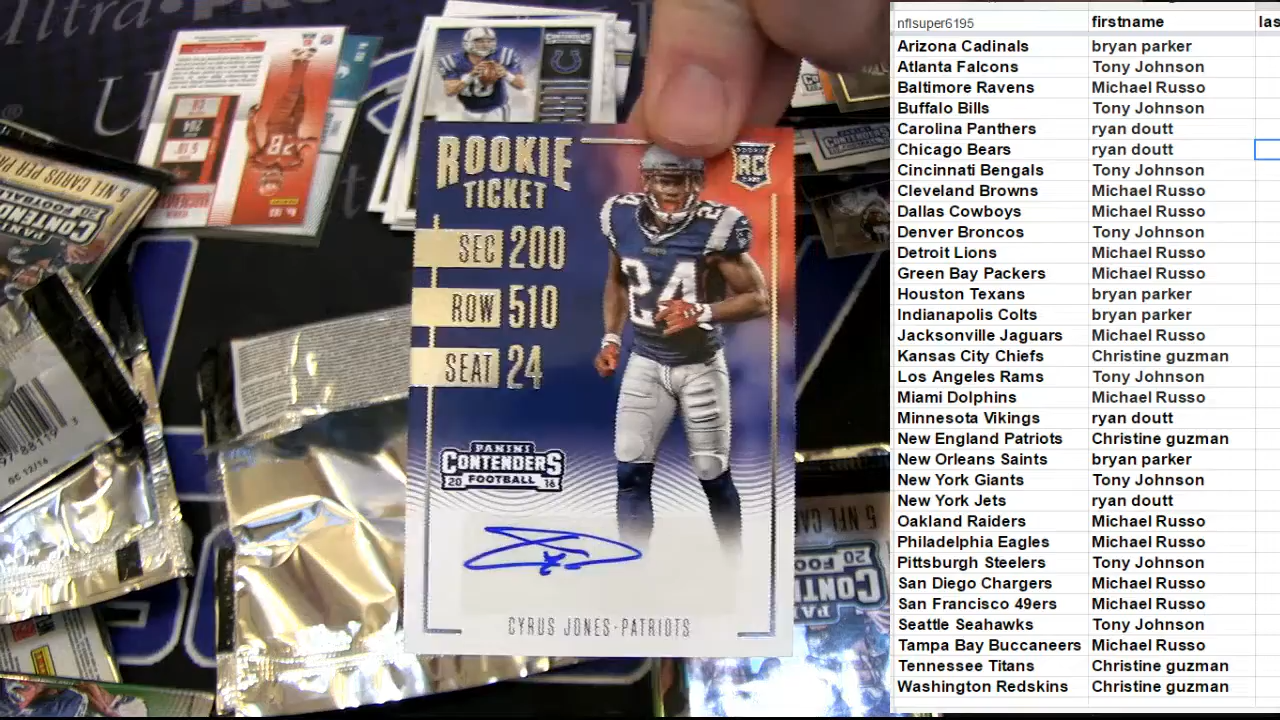 ROOKIE
TICKET
RC
SEC 200
ROW 510
SEAT 24
24
PANINI
CONTENDERS
20 FOOTBALL 16
CYRUS JONES • PATRIOTS
5 NFL CARDS PER PA
CONTENDERS
nflsuper6195 firstname las
Arizona Cadinals bryan parker
Atlanta Falcons Tony Johnson
Baltimore Ravens Michael Russo
Buffalo Bills Tony Johnson
Carolina Panthers ryan doutt
Chicago Bears ryan doutt
Cincinnati Bengals Tony Johnson
Cleveland Browns Michael Russo
Dallas Cowboys Michael Russo
Denver Broncos Tony Johnson
Detroit Lions Michael Russo
Green Bay Packers Michael Russo
Houston Texans bryan parker
Indianapolis Colts bryan parker
Jacksonville Jaguars Michael Russo
Kansas City Chiefs Christine guzman
Los Angeles Rams Tony Johnson
Miami Dolphins Michael Russo
Minnesota Vikings ryan doutt
New England Patriots Christine guzman
New Orleans Saints bryan parker
New York Giants Tony Johnson
New York Jets ryan doutt
Oakland Raiders Michael Russo
Philadelphia Eagles Michael Russo
Pittsburgh Steelers Tony Johnson
San Diego Chargers Michael Russo
San Francisco 49ers Michael Russo
Seattle Seahawks Tony Johnson
Tampa Bay Buccaneers Michael Russo
Tennessee Titans Christine guzman
Washington Redskins Christine guzman